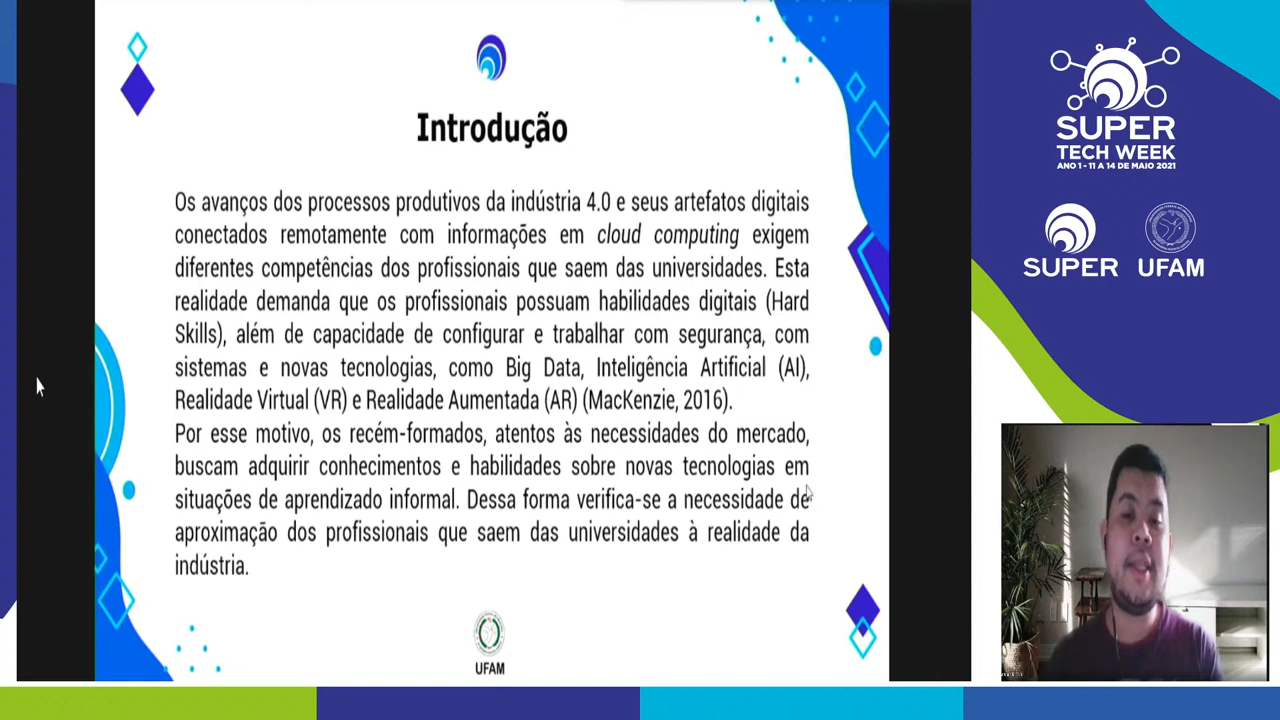 Introdução
Os avanços dos processos produtivos da indústria 4.0 e seus artefatos digitais
conectados remotamente com informações em cloud computing exigem
diferentes competências dos profissionais que saem das universidades. Esta
realidade demanda que os profissionais possuam habilidades digitais (Hard
Skills), além de capacidade de configurar e trabalhar com segurança, com
sistemas e novas tecnologias, como Big Data, Inteligência Artificial (AI),
Realidade Virtual (VR) e Realidade Aumentada (AR) (MacKenzie, 2016).
Por esse motivo, os recém-formados, atentos às necessidades do mercado,
buscam adquirir conhecimentos e habilidades sobre novas tecnologias em
situações de aprendizado informal. Dessa forma verifica-se a necessidade de
aproximação dos profissionais que saem das universidades à realidade da
indústria.
UFAM
SUPER
TECH WEEK
ANO 1 - 11 A 14 DE MAIO 2021
SUPER UFAM